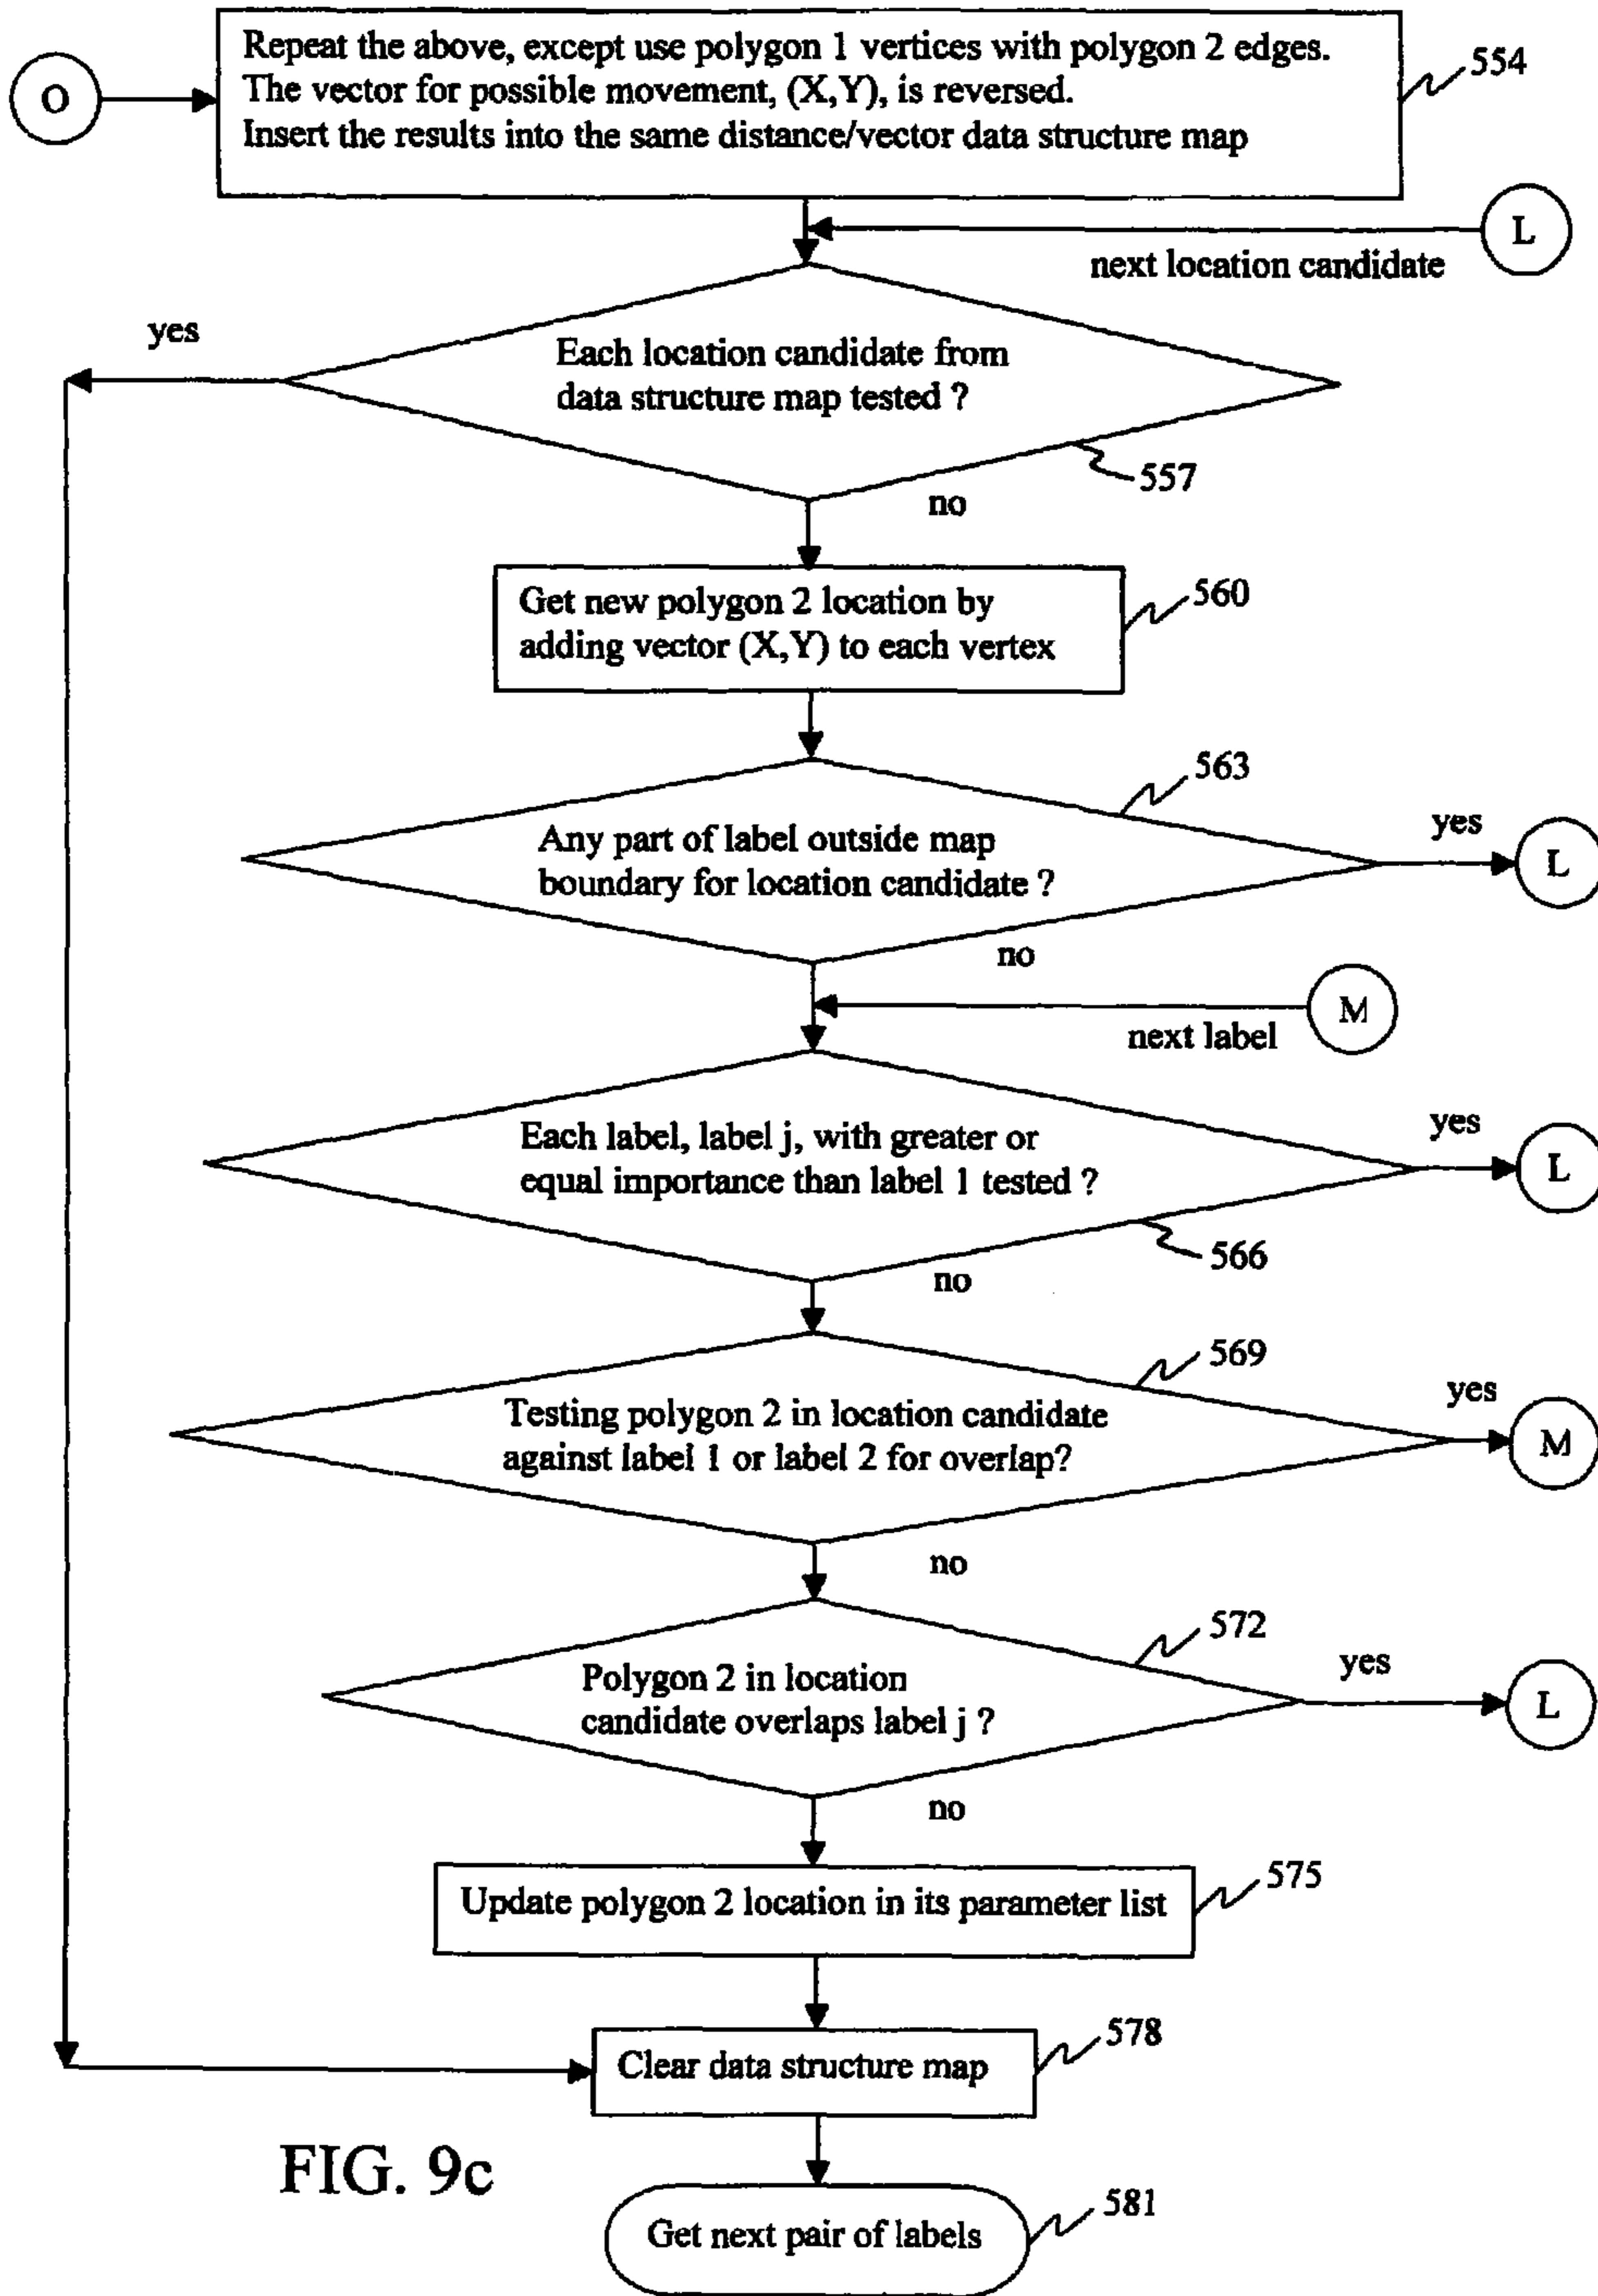 Repeat the above, except use polygon 1 vertices with polygon 2 edges.
The vector for possible movement, (X,Y), is reversed.
Insert the results into the same distance/vector data structure map
554
O
L
next location candidate
yes
Each location candidate from
data structure map tested ?
557
no
Get new polygon 2 location by
adding vector (X,Y) to each vertex
560
563
Any part of label outside map
boundary for location candidate ?
yes
L
no
M
next label
Each label, label j, with greater or
equal importance than label 1 tested ?
yes
L
566
no
569
Testing polygon 2 in location candidate
against label 1 or label 2 for overlap?
yes
M
no
572
Polygon 2 in location
candidate overlaps label j ?
yes
L
no
Update polygon 2 location in its parameter list
575
Clear data structure map
578
FIG. 9c
Get next pair of labels
581